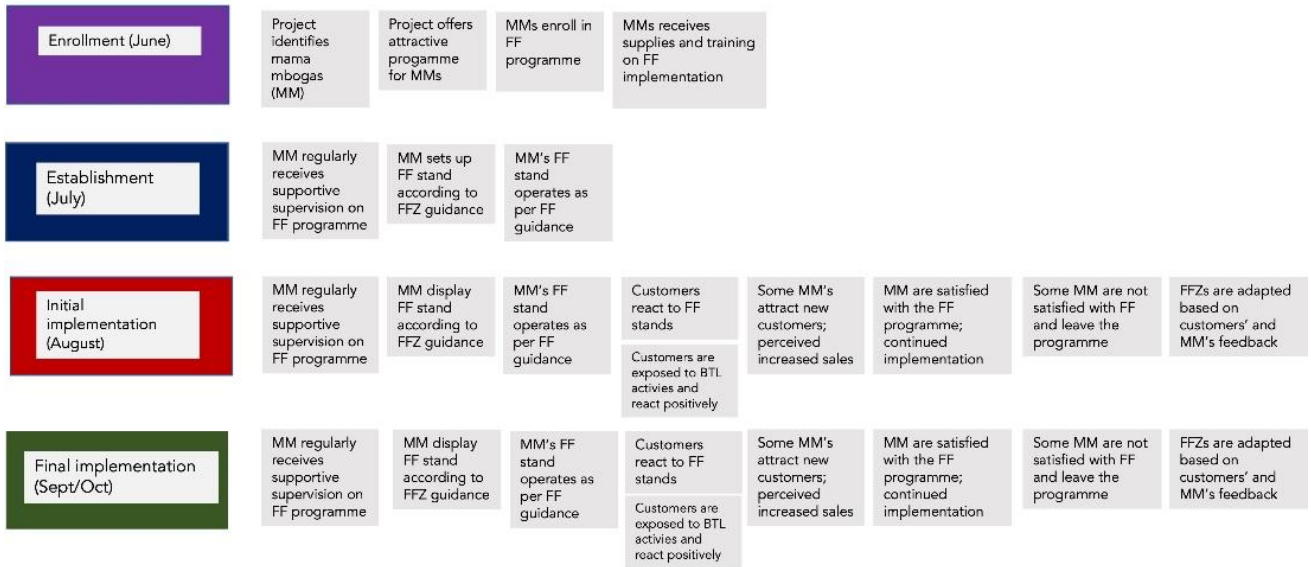 Enrollment (June)
Project
identifies
mama
mbogas
(MM)
Project offers
attractive
progamme
for MMs
MMs enroll in
FF
programme
MMs receives
supplies and training
on FF
implementation
Establishment
(July)
MM regularly
receives
supportive
supervision on
FF programme
MM sets up
FF stand
according to
FFZ guidance
MM's FF
stand
operates as
per FF
guidance
Initial
implementation
(August)
MM regularly
receives
supportive
supervision on
FF programme
MM display
FF stand
according to
FFZ guidance
MM's FF
stand
operates as
per FF
guidance
Customers
react to FF
stands
Customers are
exposed to BTL
activies and
react positively
Some MM's
attract new
customers;
perceived
increased sales
MM are satisfied
with the FF
programme;
continued
implementation
Some MM are not
satisfied with FF
and leave the
programme
FFZs are adapted
based on
customers' and
MM's feedback
Final implementation
(Sept/Oct)
MM regularly
receives
supportive
supervision on
FF programme
MM display
FF stand
according to
FFZ guidance
MM's FF
stand
operates as
per FF
guidance
Customers
react to FF
stands
Customers are
exposed to BTL
activies and
react positively
Some MM's
attract new
customers;
perceived
increased sales
MM are satisfied
with the FF
programme;
continued
implementation
Some MM are not
satisfied with FF
and leave the
programme
FFZs are adapted
based on
customers' and
MM's feedback